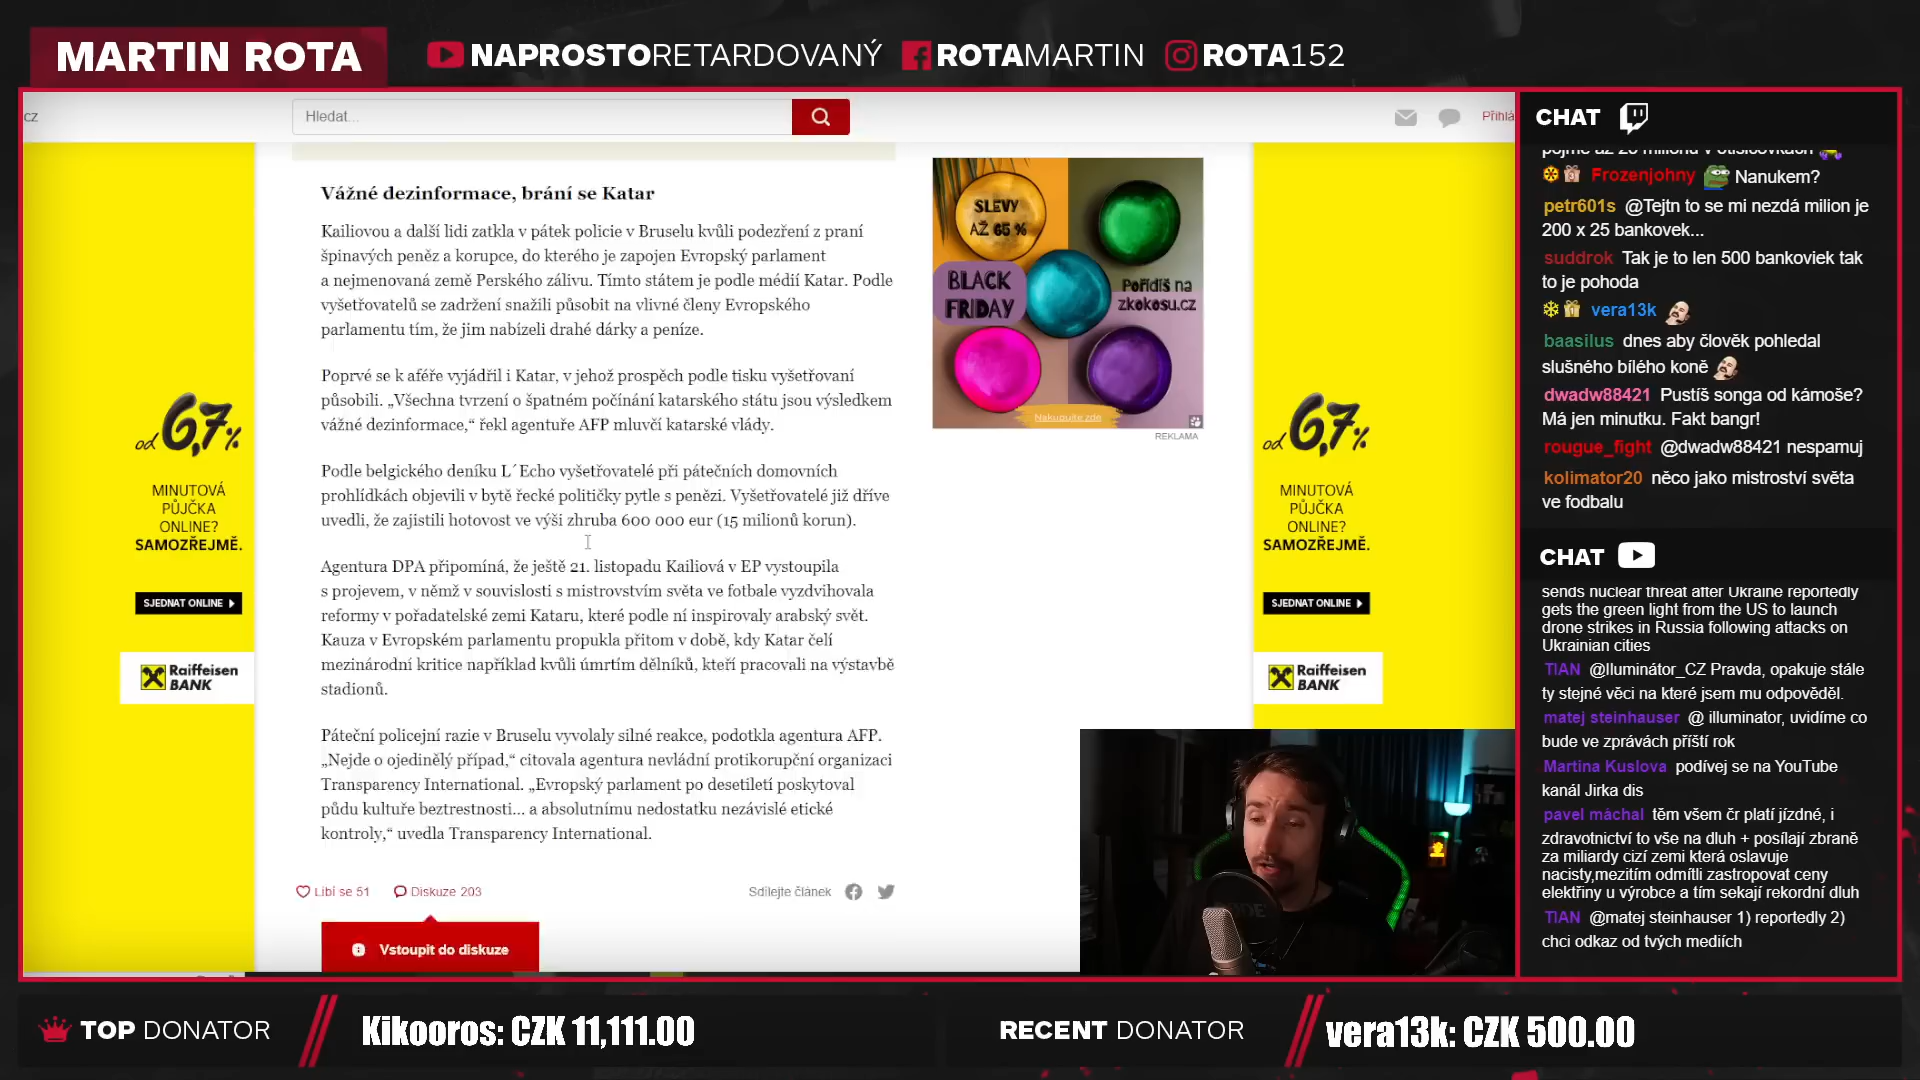 MARTIN ROTA
NAPROSTORETARDOVANÝ
ROTAMARTIN
ROTA152
cz
Hledat...
Přihlá
Vážné dezinformace, brání se Katar
Kailiovou a další lidi zatkla v pátek policie v Bruselu kvůli podezření z praní
špinavých peněz a korupce, do kterého je zapojen Evropský parlament
a nejmenovaná země Perského zálivu. Tímto státem je podle médií Katar. Podle
vyšetřovatelů se zadržení snažili působit na vlivné členy Evropského
parlamentu tím, že jim nabízeli drahé dárky a peníze.
Poprvé se k aféře vyjádřil i Katar, v jehož prospěch podle tisku vyšetřovaní
působili. „Všechna tvrzení o špatném počínání katarského státu jsou výsledkem
vážné dezinformace,“ řekl agentuře AFP mluvčí katarské vlády.
Podle belgického deníku L´Echo vyšetřovatelé při pátečních domovních
prohlídkách objevili v bytě řecké političky pytle s penězi. Vyšetřovatelé již dříve
uvedli, že zajistili hotovost ve výši zhruba 600 000 eur (15 milionů korun).
Agentura DPA připomíná, že ještě 21. listopadu Kailiová v EP vystoupila
s projevem, v němž v souvislosti s mistrovstvím světa ve fotbale vyzdvihovala
reformy v pořadatelské zemi Kataru, které podle ní inspirovaly arabský svět.
Kauza v Evropském parlamentu propukla přitom v době, kdy Katar čelí
mezinárodní kritice například kvůli úmrtím dělníků, kteří pracovali na výstavbě
stadionů.
Páteční policejní razie v Bruselu vyvolaly silné reakce, podotkla agentura AFP.
„Nejde o ojedinělý případ,“ citovala agentura nevládní protikorupční organizaci
Transparency International. „Evropský parlament po desetiletí poskytoval
půdu kultuře beztrestnosti... a absolutnímu nedostatku nezávislé etické
kontroly,“ uvedla Transparency International.
Líbí se 51
Diskuze 203
Sdílejte článek
Vstoupit do diskuze
od 6,7%
MINUTOVÁ
PŮJČKA
ONLINE?
SAMOZŘEJMĚ.
SJEDNAT ONLINE
Raiffeisen
BANK
SLEVY
AŽ 65 %
BLACK
FRIDAY
Pořídíš na
zkokosu.cz
Nakupujte zde
REKLAMA
od 6,7%
MINUTOVÁ
PŮJČKA
ONLINE?
SAMOZŘEJMĚ.
SJEDNAT ONLINE
Raiffeisen
BANK
CHAT
Frozenjohny Nanukem?
petr601s @Tejtn to se mi nezdá milion je
200 x 25 bankovek...
suddrok Tak je to len 500 bankoviek tak
to je pohoda
vera13k
baasilus dnes aby člověk pohledal
slušného bílého koně
dwadw88421 Pustíš songa od kámoše?
Má jen minutku. Fakt bangr!
rougue_fight @dwadw88421 nespamuj
kolimator20 něco jako mistroství světa
ve fodbalu
CHAT
sends nuclear threat after Ukraine reportedly
gets the green light from the US to launch
drone strikes in Russia following attacks on
Ukrainian cities
TIAN @Iluminátor_CZ Pravda, opakuje stále
ty stejné věci na které jsem mu odpověděl.
matej steinhauser @ illuminator, uvidíme co
bude ve zprávách příští rok
Martina Kuslova podívej se na YouTube
kanál Jirka dis
pavel máchal těm všem čr platí jízdné, i
zdravotnictví to vše na dluh + posílají zbraně
za miliardy cizí zemi která oslavuje
nacisty,mezitím odmítli zastropovat ceny
elektřiny u výrobce a tím sekají rekordní dluh
TIAN @matej steinhauser 1) reportedly 2)
chci odkaz od tvých mediích
TOP DONATOR
Kikooros: CZK 11,111.00
RECENT DONATOR
vera13k: CZK 500.00